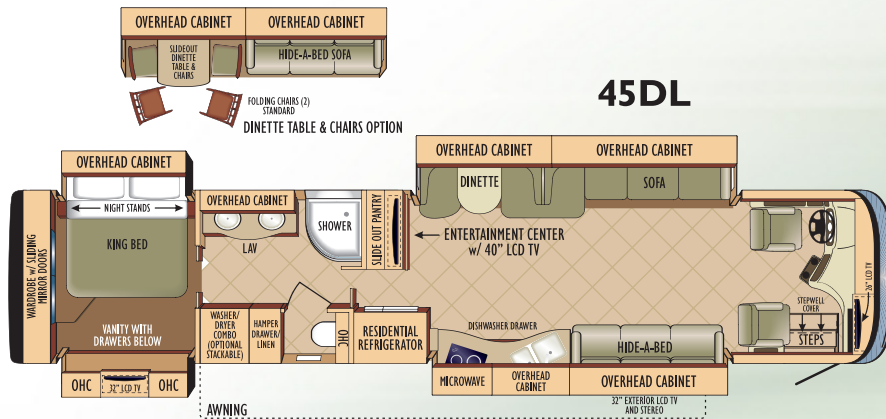 OVERHEAD CABINET
OVERHEAD CABINET
SLIDEOUT
DINETTE
TABLE &
CHAIRS
HIDE-A-BED SOFA
FOLDING CHAIRS (2)
STANDARD
DINETTE TABLE & CHAIRS OPTION
45DL
OVERHEAD CABINET
NIGHT STANDS
KING BED
WARDROBE w/ SLIDING
MIRROR DOORS
VANITY WITH
DRAWERS BELOW
OHC
32" LCD TV
OHC
OVERHEAD CABINET
LAV
SHOWER
SLIDE OUT PANTRY
ENTERTAINMENT CENTER
w/ 40" LCD TV
WASHER/
DRYER
COMBO
(OPTIONAL
STACKABLE)
HAMPER
DRAWER/
LINEN
OHC
RESIDENTIAL
REFRIGERATOR
OVERHEAD CABINET
OVERHEAD CABINET
DINETTE
SOFA
DISHWASHER DRAWER
HIDE-A-BED
MICROWAVE
OVERHEAD
CABINET
OVERHEAD CABINET
32" EXTERIOR LCD TV
AND STEREO
STEPWELL
COVER
STEPS
26" LCD TV
AWNING